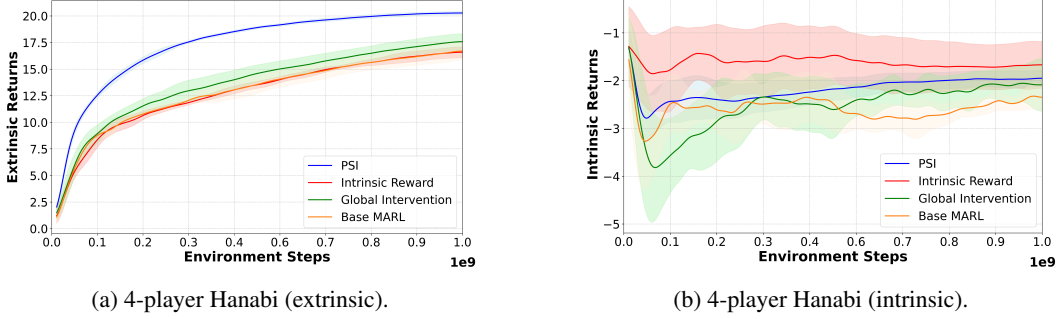 Extrinsic Returns
20.0
17.5
15.0
12.5
10.0
7.5
5.0
2.5
0.0
PSI
Intrinsic Reward
Global Intervention
Base MARL
0.0 0.1 0.2 0.3 0.4 0.5 0.6 0.7 0.8 0.9 1.0
Environment Steps
1e9
(a) 4-player Hanabi (extrinsic).
Intrinsic Returns
−1
−2
−3
−4
−5
PSI
Intrinsic Reward
Global Intervention
Base MARL
0.0 0.1 0.2 0.3 0.4 0.5 0.6 0.7 0.8 0.9 1.0
Environment Steps
1e9
(b) 4-player Hanabi (intrinsic).